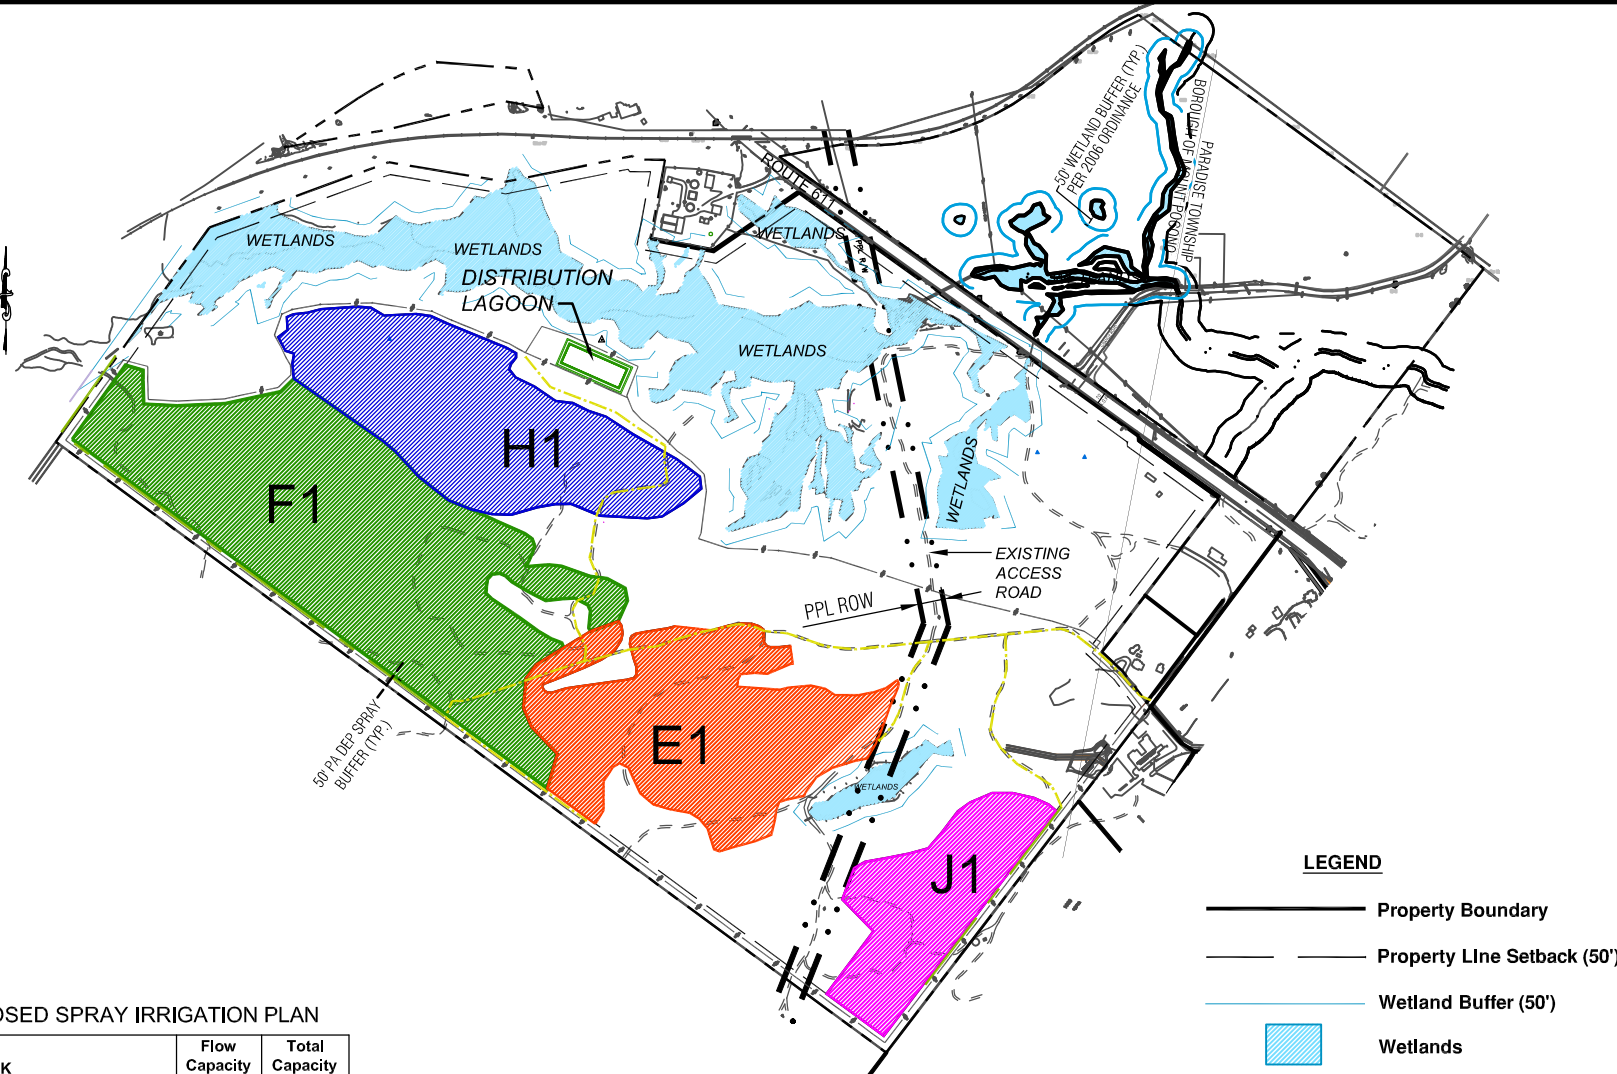 50' WETLAND BUFFER (TYP.)
PER 2006 ORDINANCE
PARADISE TOWNSHIP
BOROUGH OF MOUNT POCONO
ROUTE 611
WETLANDS
WETLANDS
WETLANDS
PPL R/W
DISTRIBUTION
LAGOON
WETLANDS
WETLANDS
H1
F1
EXISTING
ACCESS
ROAD
PPL ROW
50' PA DEP SPRAY
BUFFER (TYP.)
E1
WETLANDS
J1
LEGEND
Property Boundary
Property LIne Setback (50')
Wetland Buffer (50')
Wetlands
OSED SPRAY IRRIGATION PLAN
Flow
Capacity
Total
Capacity
K